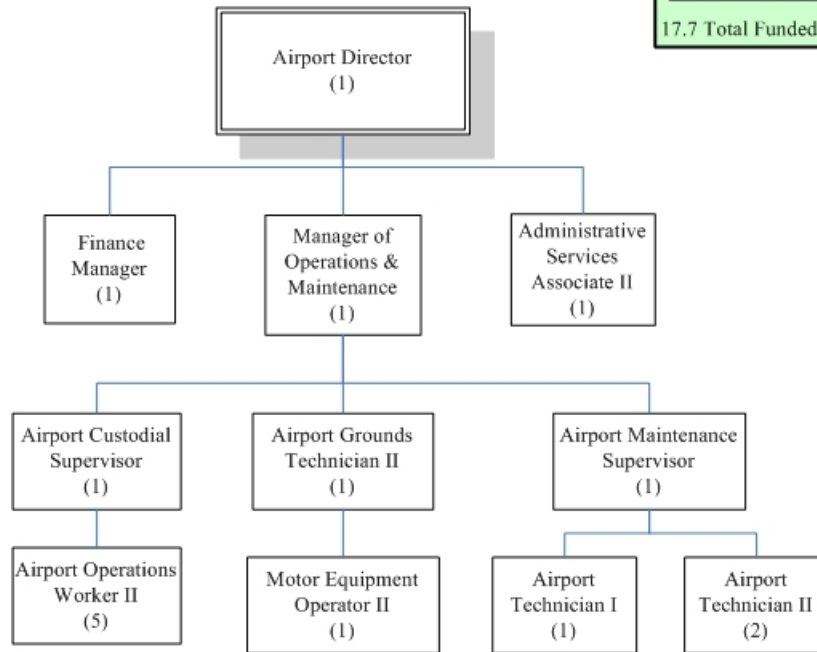 17.7 Total Funded
Airport Director
(1)
Finance
Manager
(1)
Manager of
Operations &
Maintenance
(1)
Administrative
Services
Associate II
(1)
Airport Custodial
Supervisor
(1)
Airport Grounds
Technician II
(1)
Airport Maintenance
Supervisor
(1)
Airport Operations
Worker II
(5)
Motor Equipment
Operator II
(1)
Airport
Technician I
(1)
Airport
Technician II
(2)